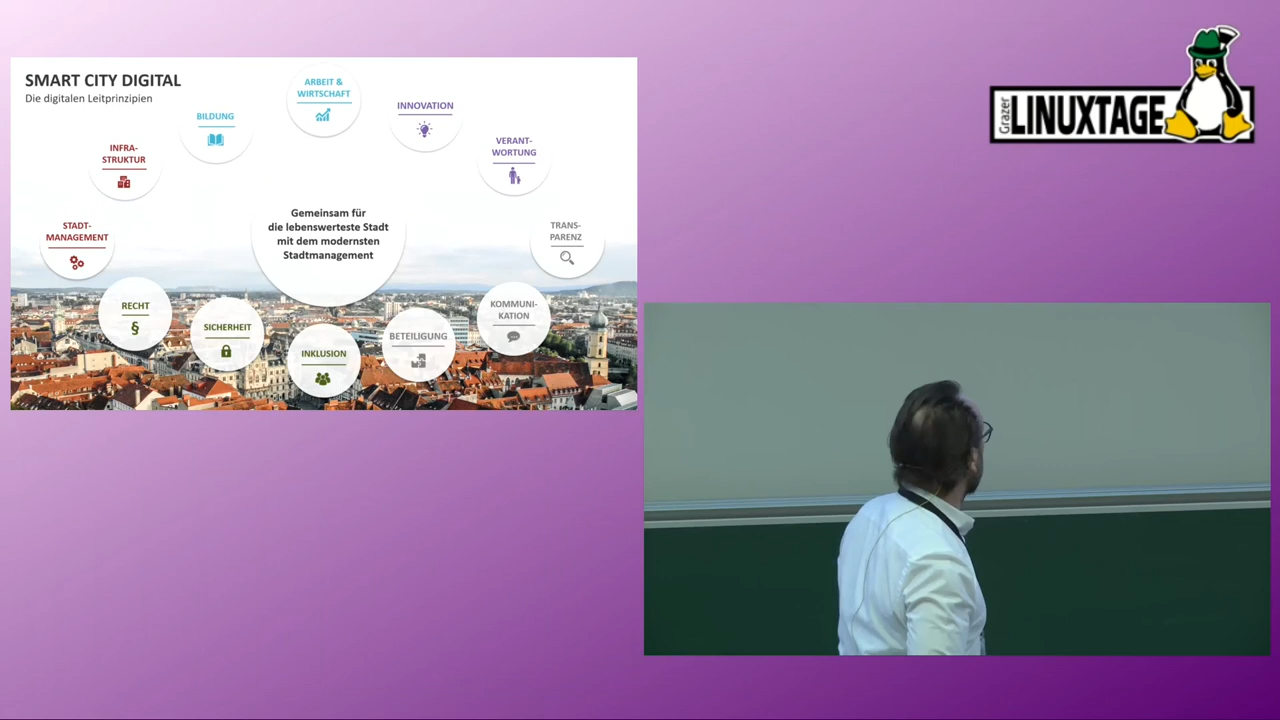 SMART CITY DIGITAL
Die digitalen Leitprinzipien
ARBEIT &
WIRTSCHAFT
INNOVATION
BILDUNG
VERANT-
WORTUNG
INFRA-
STRUKTUR
STADT-
MANAGEMENT
TRANS-
PARENZ
Gemeinsam für
die lebenswerteste Stadt
mit dem modernsten
Stadtmanagement
RECHT
§
SICHERHEIT
INKLUSION
BETEILIGUNG
KOMMUNI-
KATION
Grazer
LINUXTAGE